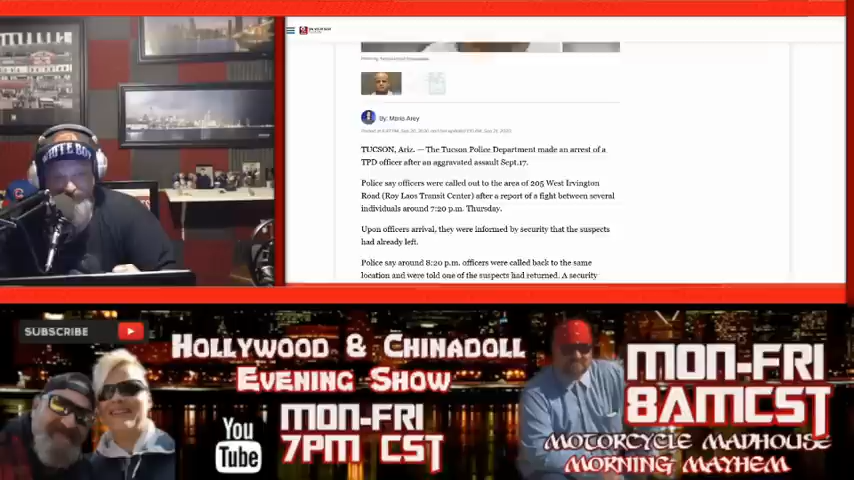 WHITE BOY
By: Maria Arey
TUCSON, Ariz. — The Tucson Police Department made an arrest of a
TPD officer after an aggravated assault Sept.17.
Police say officers were called out to the area of 205 West Irvington
Road (Roy Laos Transit Center) after a report of a fight between several
individuals around 7:20 p.m. Thursday.
Upon officers arrival, they were informed by security that the suspects
had already left.
Police say around 8:20 p.m. officers were called back to the same
location and were told one of the suspects had returned. A security
SUBSCRIBE
HOLLYWOOD & CHINADOLL
EVENING SHOW
You
Tube
MON-FRI
7PM CST
MON-FRI
8AMCST
MOTORCYCLE MADHOUSE
MORNING MAYHEM